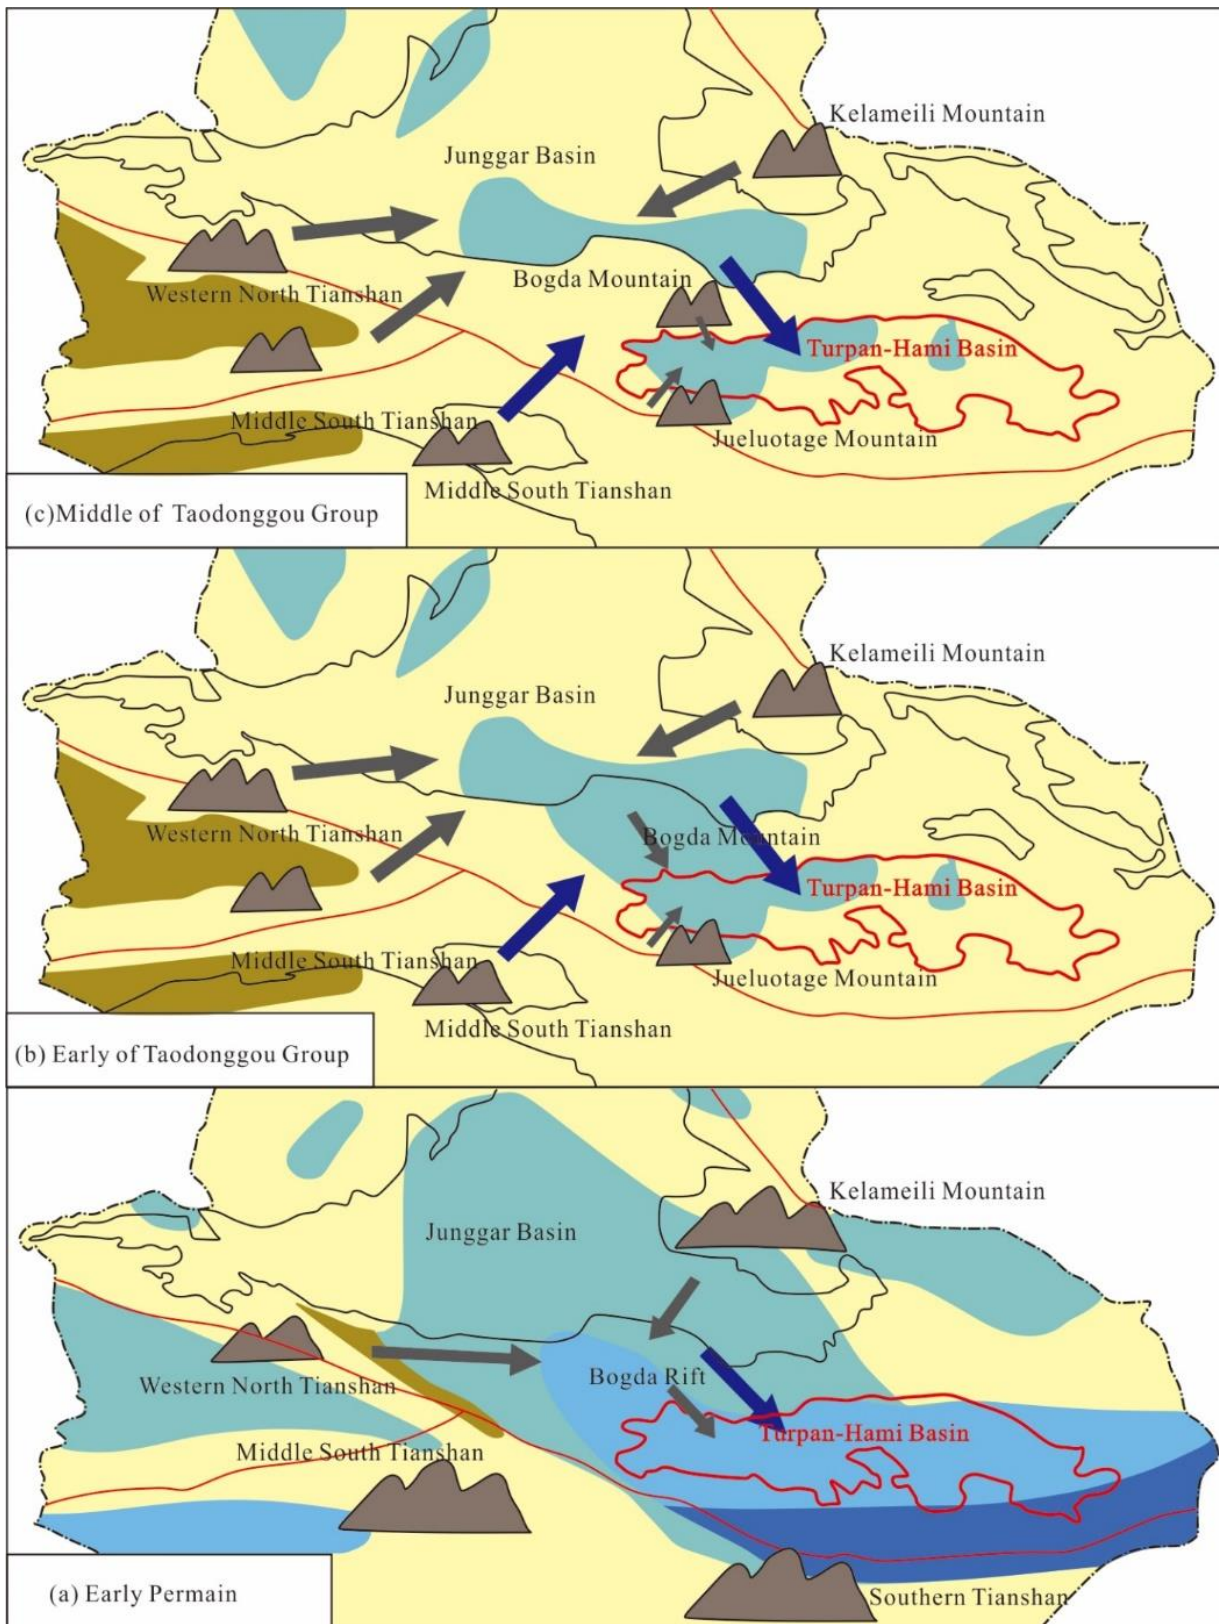 Kelameili Mountain
Junggar Basin
Western North Tianshan
Bogda Mountain
Turpan-Hami Basin
Middle South Tianshan
Jueluotage Mountain
Middle South Tianshan
(c)Middle of Taodonggou Group
Kelameili Mountain
Junggar Basin
Western North Tianshan
Bogda Mountain
Turpan-Hami Basin
Middle South Tianshan
Jueluotage Mountain
Middle South Tianshan
(b) Early of Taodonggou Group
Kelameili Mountain
Junggar Basin
Western North Tianshan
Bogda Rift
Turpan-Hami Basin
Middle South Tianshan
Southern Tianshan
(a) Early Permain